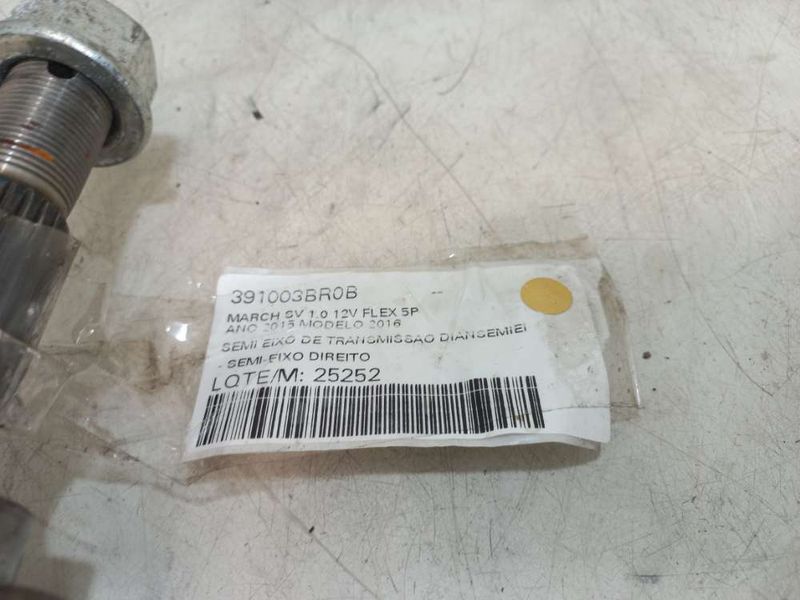 391003BR0B
MARCH SV 1.0 12V FLEX 5P
ANO 2015 MODELO 2016
SEMI EIXO DE TRANSMISSAO DIANSEMIEI
- SEMI-EIXO DIREITO
LOTE/M: 25252